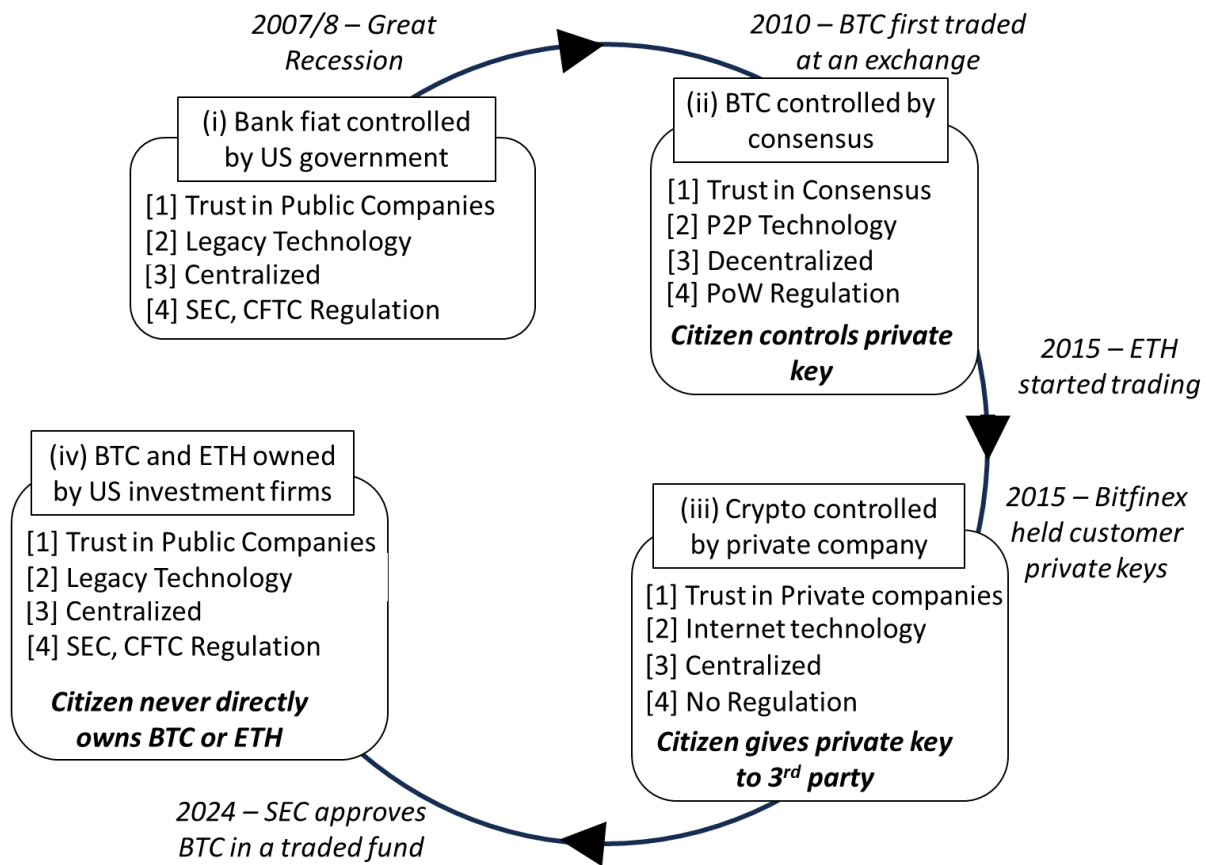 2007/8 – Great
Recession
2010 – BTC first traded
at an exchange
(i) Bank fiat controlled
by US government
[1] Trust in Public Companies
[2] Legacy Technology
[3] Centralized
[4] SEC, CFTC Regulation
(ii) BTC controlled by
consensus
[1] Trust in Consensus
[2] P2P Technology
[3] Decentralized
[4] PoW Regulation
Citizen controls private
key
2015 – ETH
started trading
2015 – Bitfinex
held customer
private keys
(iii) Crypto controlled
by private company
[1] Trust in Private companies
[2] Internet technology
[3] Centralized
[4] No Regulation
Citizen gives private key
to 3rd party
(iv) BTC and ETH owned
by US investment firms
[1] Trust in Public Companies
[2] Legacy Technology
[3] Centralized
[4] SEC, CFTC Regulation
Citizen never directly
owns BTC or ETH
2024 – SEC approves
BTC in a traded fund